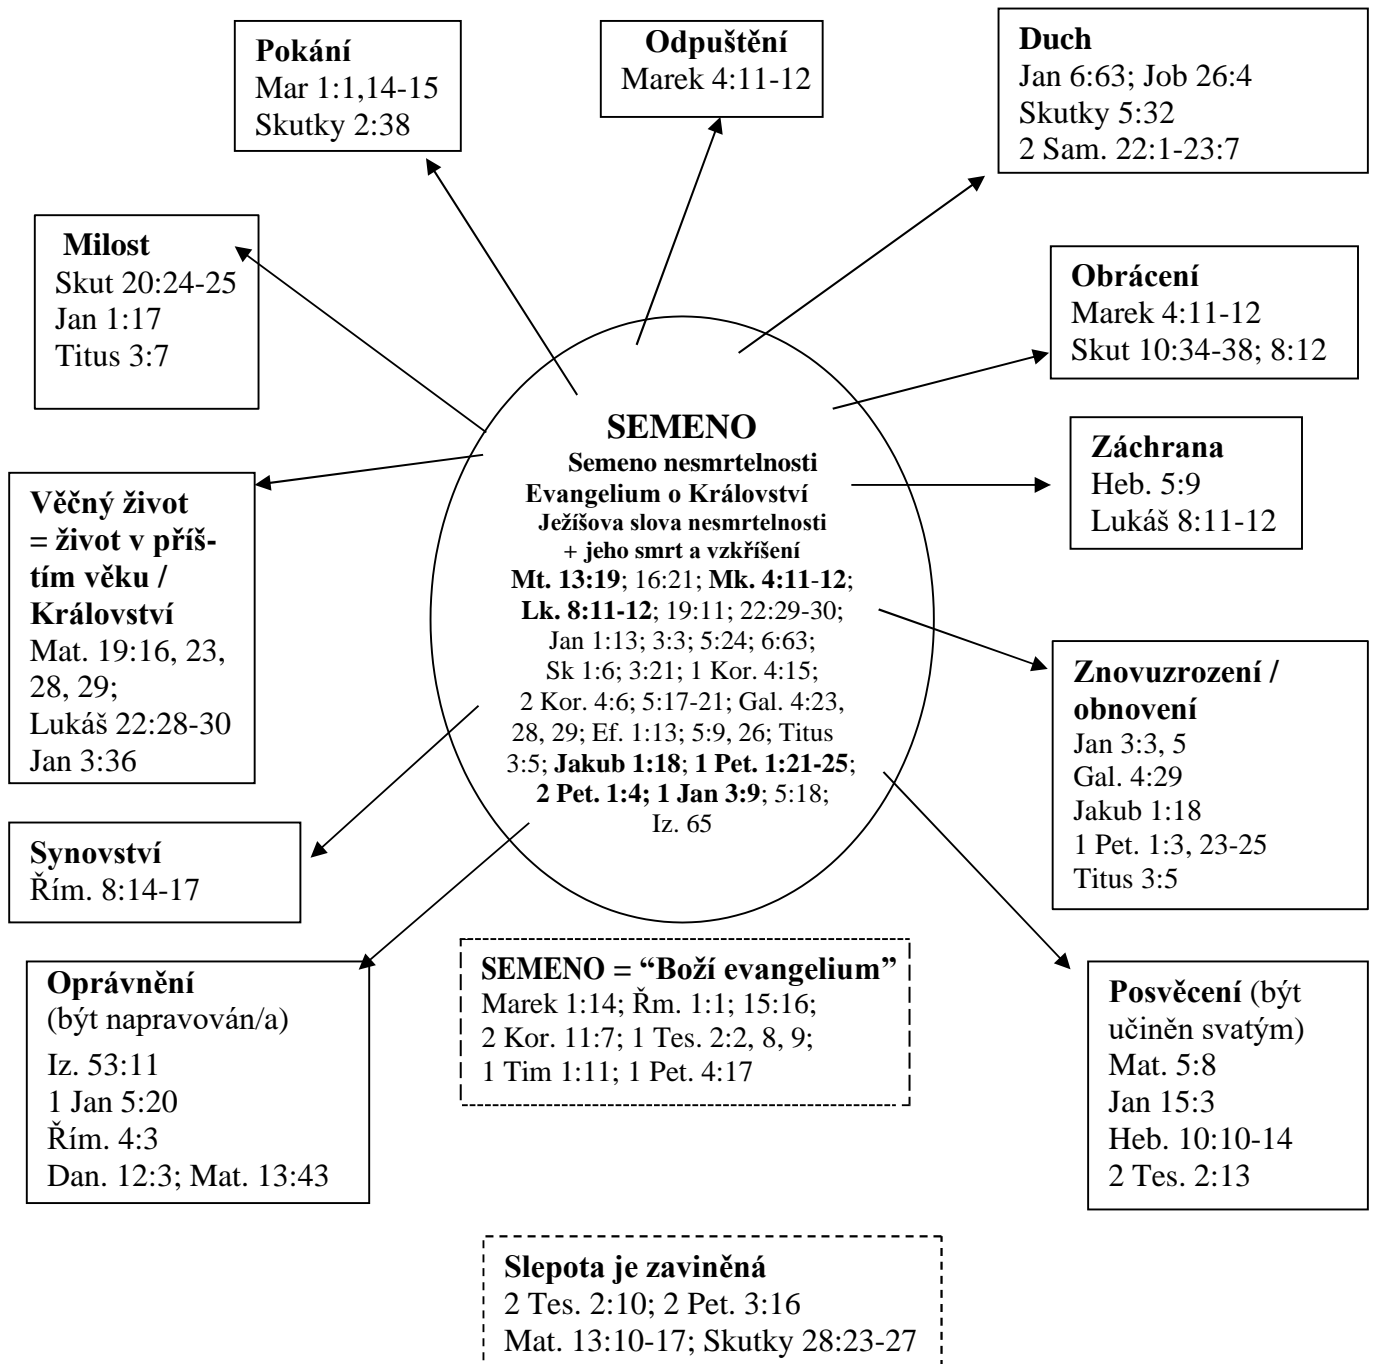 Pokání
Mar 1:1,14-15
Skutky 2:38
Odpuštění
Marek 4:11-12
Duch
Jan 6:63; Job 26:4
Skutky 5:32
2 Sam. 22:1-23:7
Milost
Skut 20:24-25
Jan 1:17
Titus 3:7
Obrácení
Marek 4:11-12
Skut 10:34-38; 8:12
SEMENO
Semeno nesmrtelnosti
Evangelium o Království
Ježíšova slova nesmrtelnosti
+ jeho smrt a vzkříšení
Mt. 13:19; 16:21; Mk. 4:11-12;
Lk. 8:11-12; 19:11; 22:29-30;
Jan 1:13; 3:3; 5:24; 6:63;
Sk 1:6; 3:21; 1 Kor. 4:15;
2 Kor. 4:6; 5:17-21; Gal. 4:23,
28, 29; Ef. 1:13; 5:9, 26; Titus
3:5; Jakub 1:18; 1 Pet. 1:21-25;
2 Pet. 1:4; 1 Jan 3:9; 5:18;
Iz. 65
Záchrana
Heb. 5:9
Lukáš 8:11-12
Věčný život
= život v příš-
tím věku /
Království
Mat. 19:16, 23,
28, 29;
Lukáš 22:28-30
Jan 3:36
Znovuzrození /
obnovení
Jan 3:3, 5
Gal. 4:29
Jakub 1:18
1 Pet. 1:3, 23-25
Titus 3:5
Synovství
Řím. 8:14-17
Oprávnění
(být napravován/a)
Iz. 53:11
1 Jan 5:20
Řím. 4:3
Dan. 12:3; Mat. 13:43
SEMENO = “Boží evangelium”
Marek 1:14; Řm. 1:1; 15:16;
2 Kor. 11:7; 1 Tes. 2:2, 8, 9;
1 Tim 1:11; 1 Pet. 4:17
Posvěcení (být
učiněn svatým)
Mat. 5:8
Jan 15:3
Heb. 10:10-14
2 Tes. 2:13
Slepota je zaviněná
2 Tes. 2:10; 2 Pet. 3:16
Mat. 13:10-17; Skutky 28:23-27